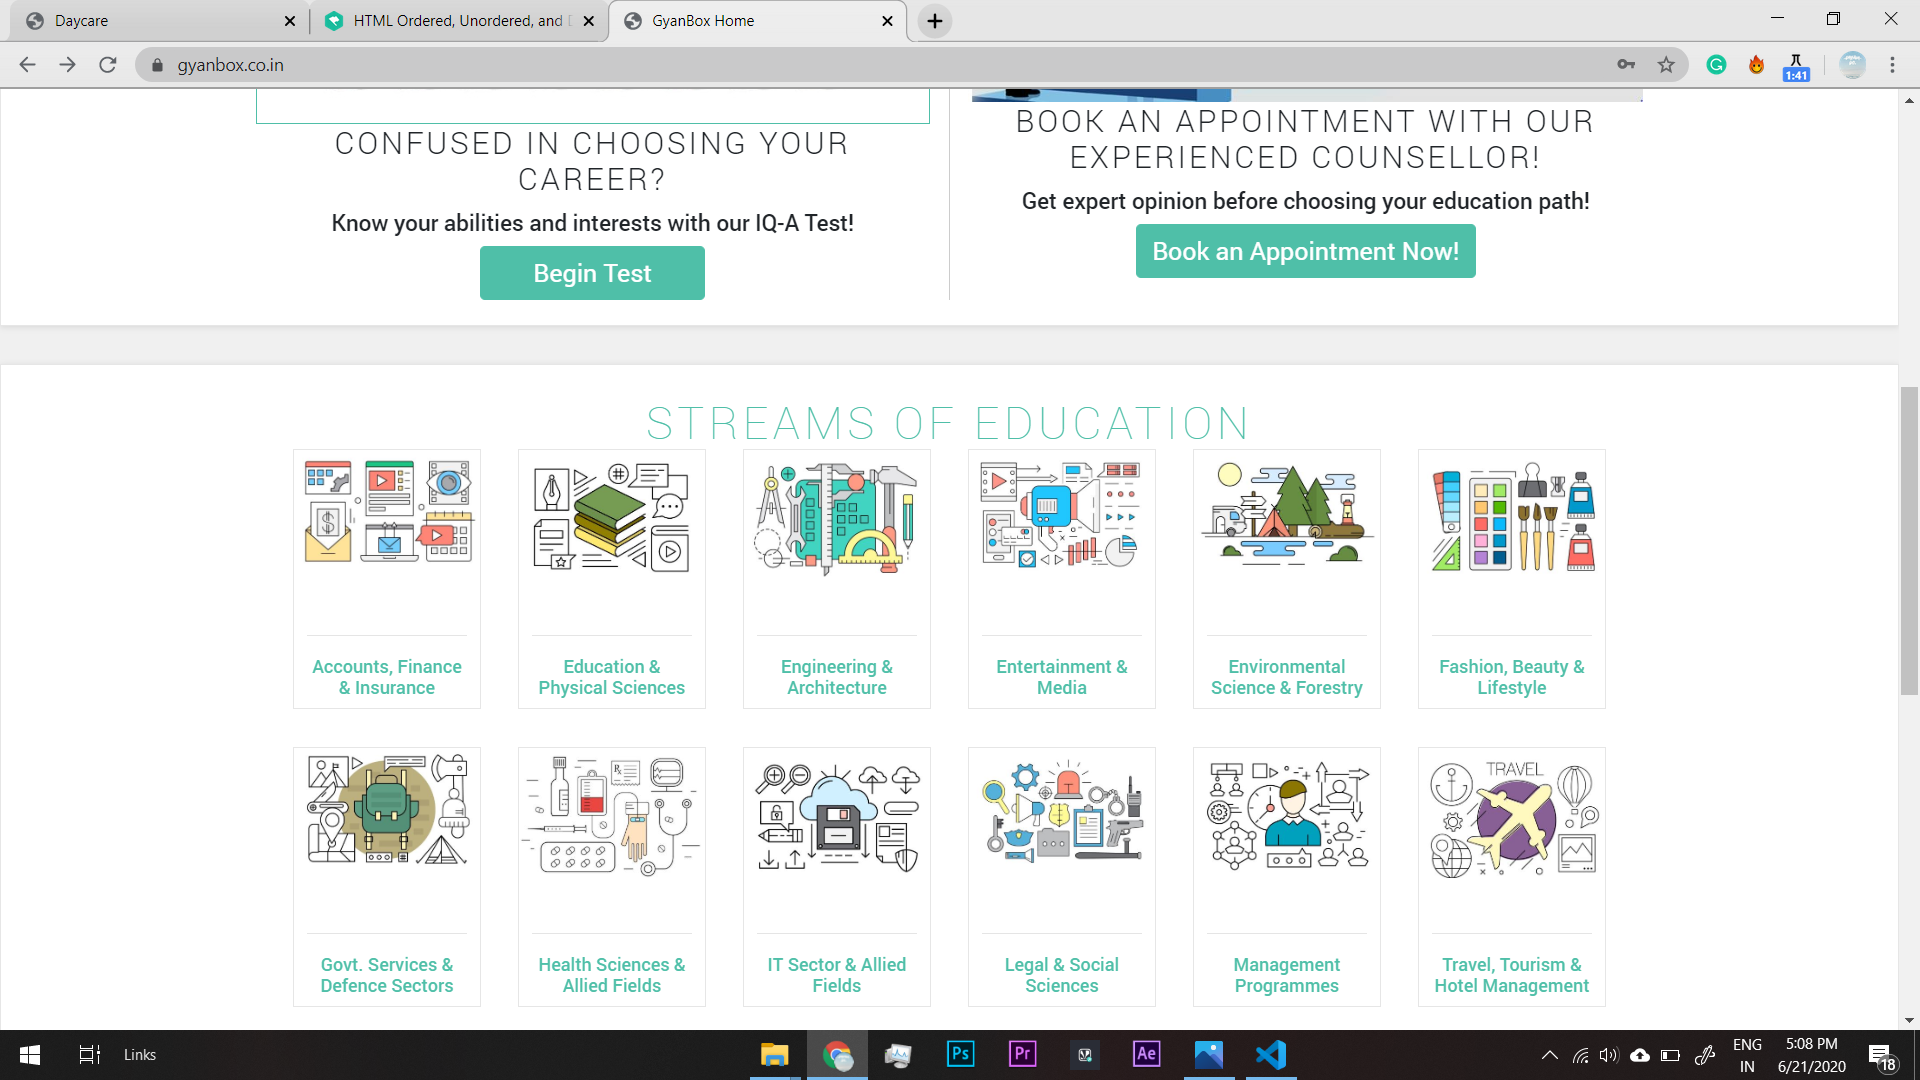 Daycare
HTML Ordered, Unordered, and D
GyanBox Home
gyanbox.co.in
1:41
CONFUSED IN CHOOSING YOUR
CAREER?
Know your abilities and interests with our IQ-A Test!
Begin Test
BOOK AN APPOINTMENT WITH OUR
EXPERIENCED COUNSELLOR!
Get expert opinion before choosing your education path!
Book an Appointment Now!
STREAMS OF EDUCATION
Accounts, Finance
& Insurance
Education &
Physical Sciences
Engineering &
Architecture
Entertainment &
Media
Environmental
Science & Forestry
Fashion, Beauty &
Lifestyle
TRAVEL
Govt. Services &
Defence Sectors
Health Sciences &
Allied Fields
IT Sector & Allied
Fields
Legal & Social
Sciences
Management
Programmes
Travel, Tourism &
Hotel Management
Links
Ps
Pr
Ae
ENG
IN
5:08 PM
6/21/2020
18